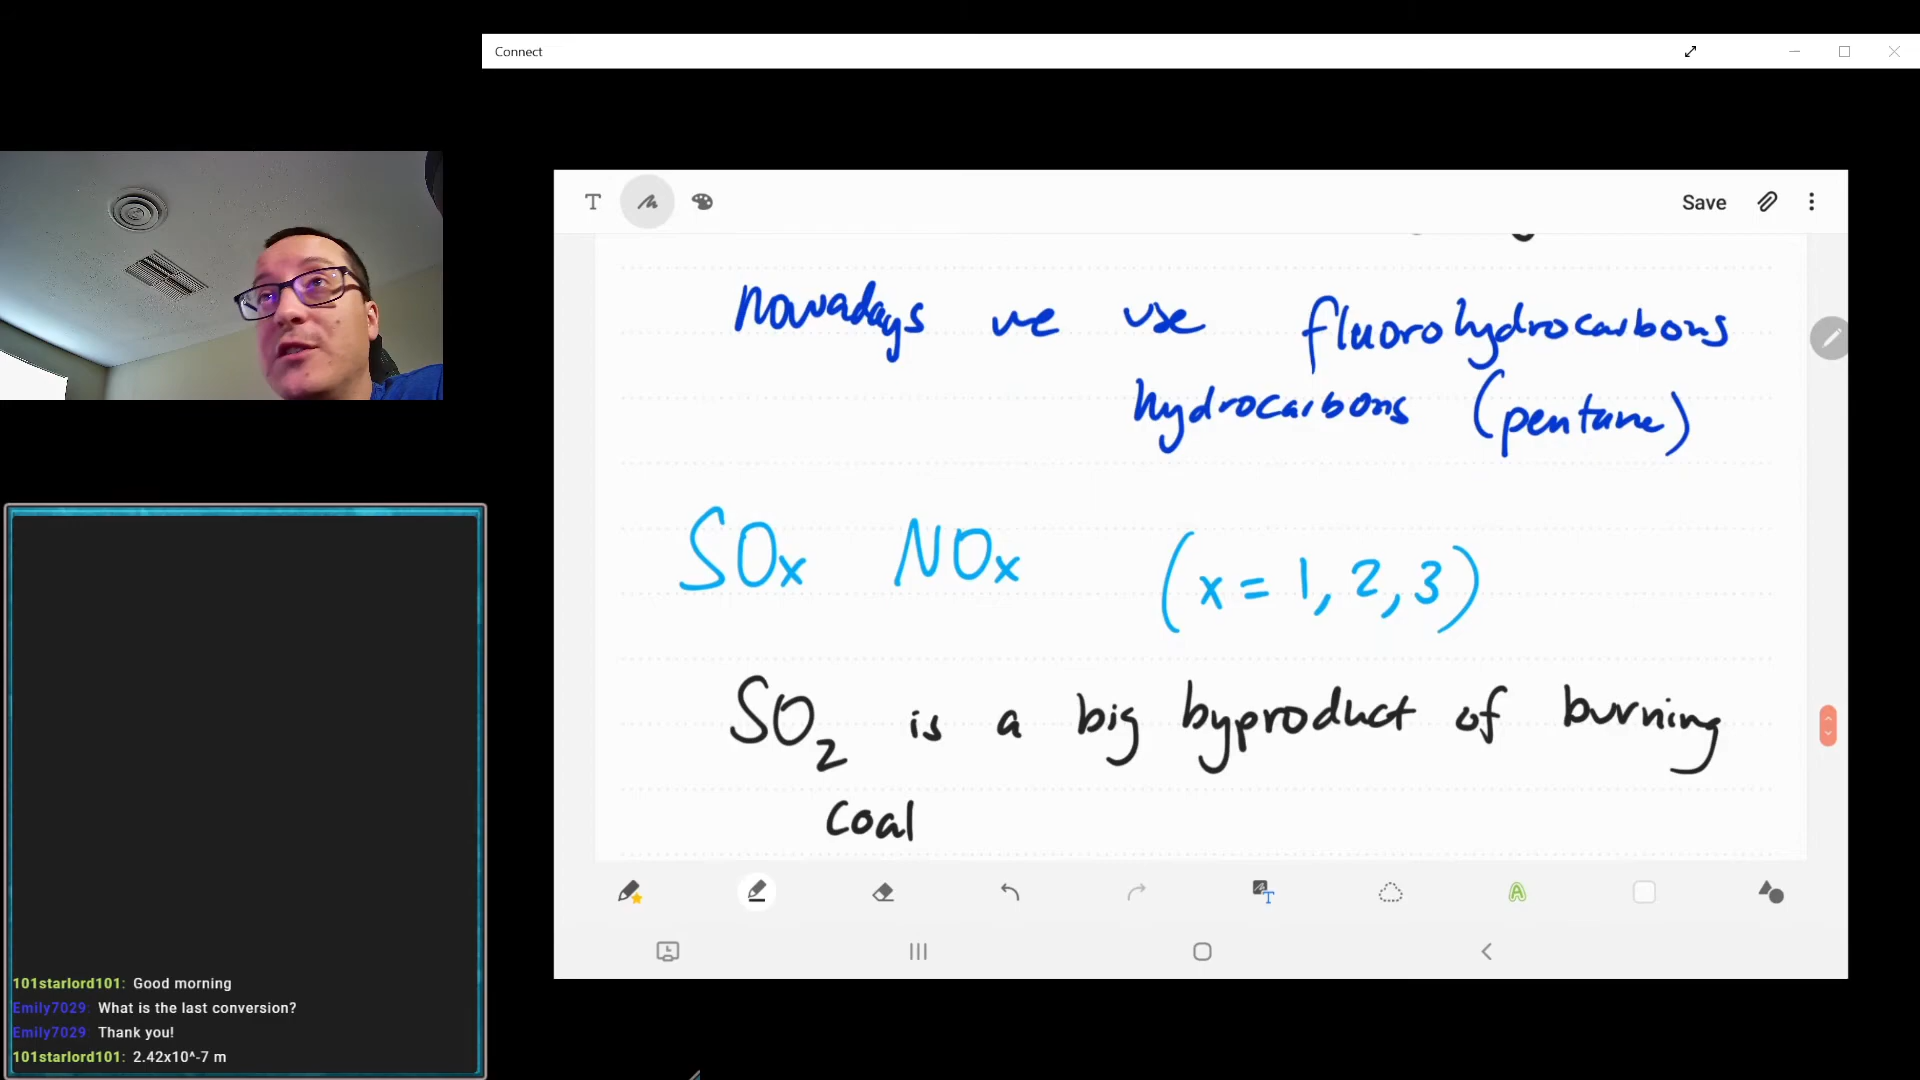 Connect
Save
nowadays we use fluorohydrocarbons
hydrocarbons (pentane)
SOx NOx (x = 1, 2, 3)
SO2 is a big byproduct of burning
coal
101starlord101: Good morning
Emily7029: What is the last conversion?
Emily7029: Thank you!
101starlord101: 2.42x10^-7 m